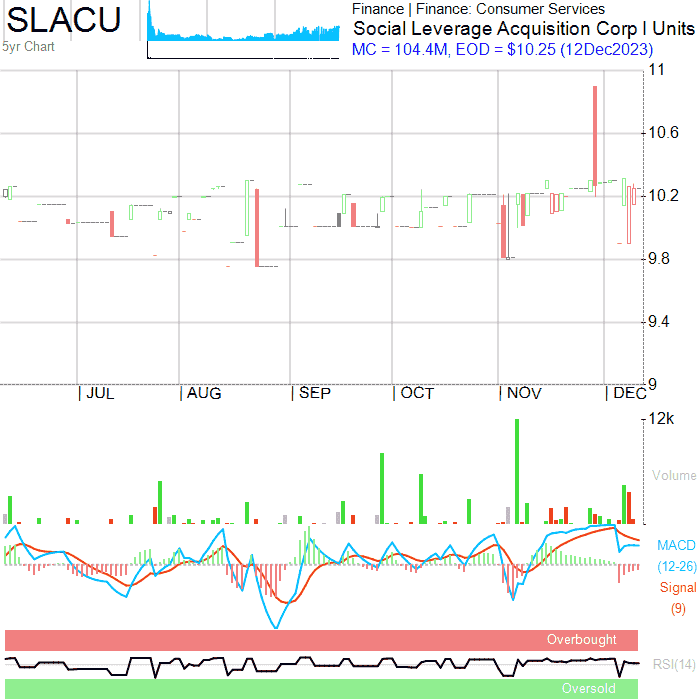 SLACU
5yr Chart
Finance | Finance: Consumer Services
Social Leverage Acquisition Corp I Units
MC = 104.4M, EOD = $10.25 (12Dec2023)
11
10.6
10.2
9.8
9.4
9
JUL
AUG
SEP
OCT
NOV
DEC
12k
Volume
MACD
(12-26)
Signal
(9)
Overbought
RSI(14)
Oversold